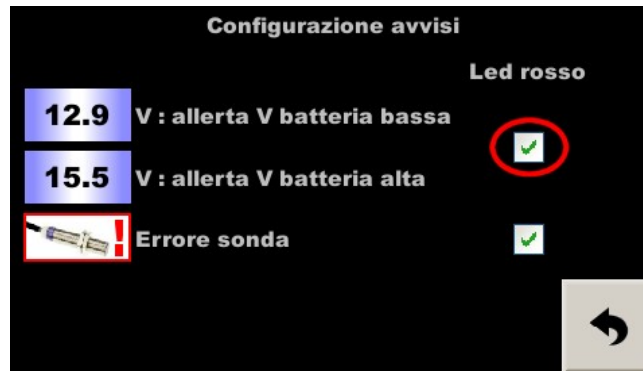 Configurazione avvisi
Led rosso
12.9 V : allerta V batteria bassa
15.5 V : allerta V batteria alta
! Errore sonda